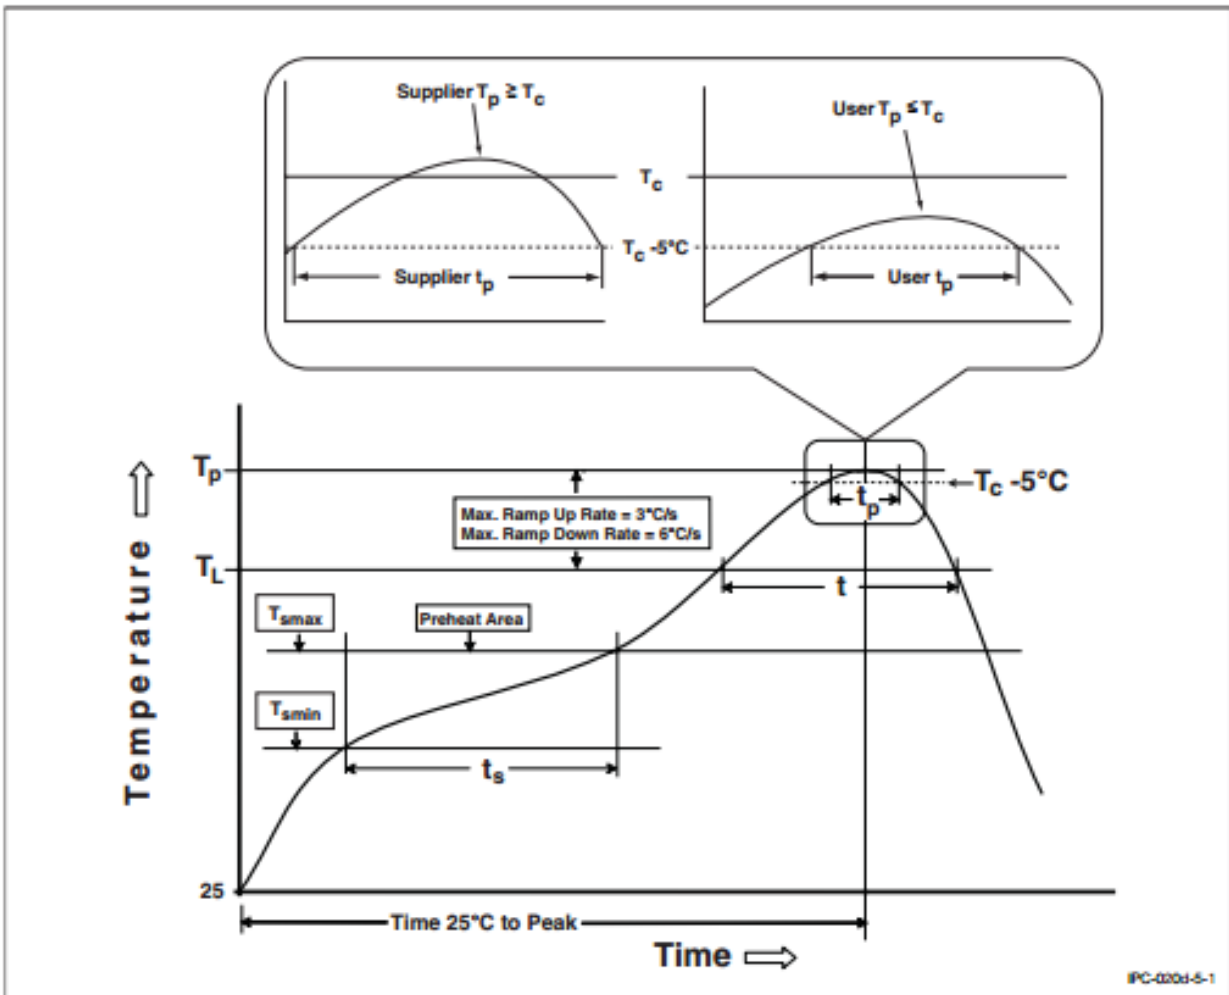 Supplier Tp ≥ Tc
User Tp ≤ Tc
Tc
Tc -5°C
Supplier tp
User tp
Tp
Tc -5°C
tp
Max. Ramp Up Rate = 3°C/s
Max. Ramp Down Rate = 6°C/s
TL
t
Tsmax
Preheat Area
Tsmin
ts
Temperature
25
Time 25°C to Peak
Time
IPC-020d-5-1